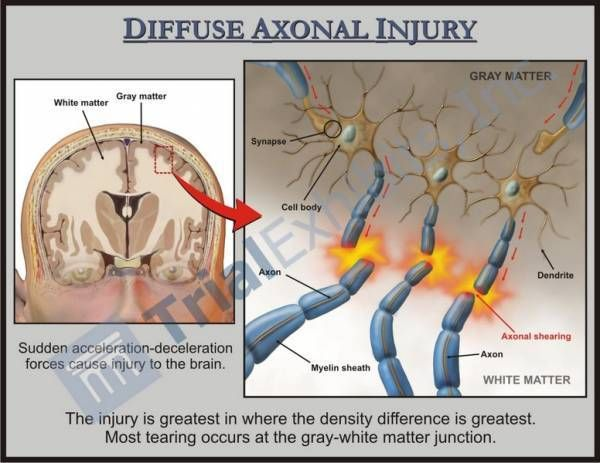 DIFFUSE AXONAL INJURY
White matter
Gray matter
Sudden acceleration-deceleration
forces cause injury to the brain.
GRAY MATTER
Synapse
Cell body
Axon
Dendrite
Axonal shearing
Myelin sheath
Axon
WHITE MATTER
The injury is greatest in where the density difference is greatest.
Most tearing occurs at the gray-white matter junction.
TrialExhibits, Inc.